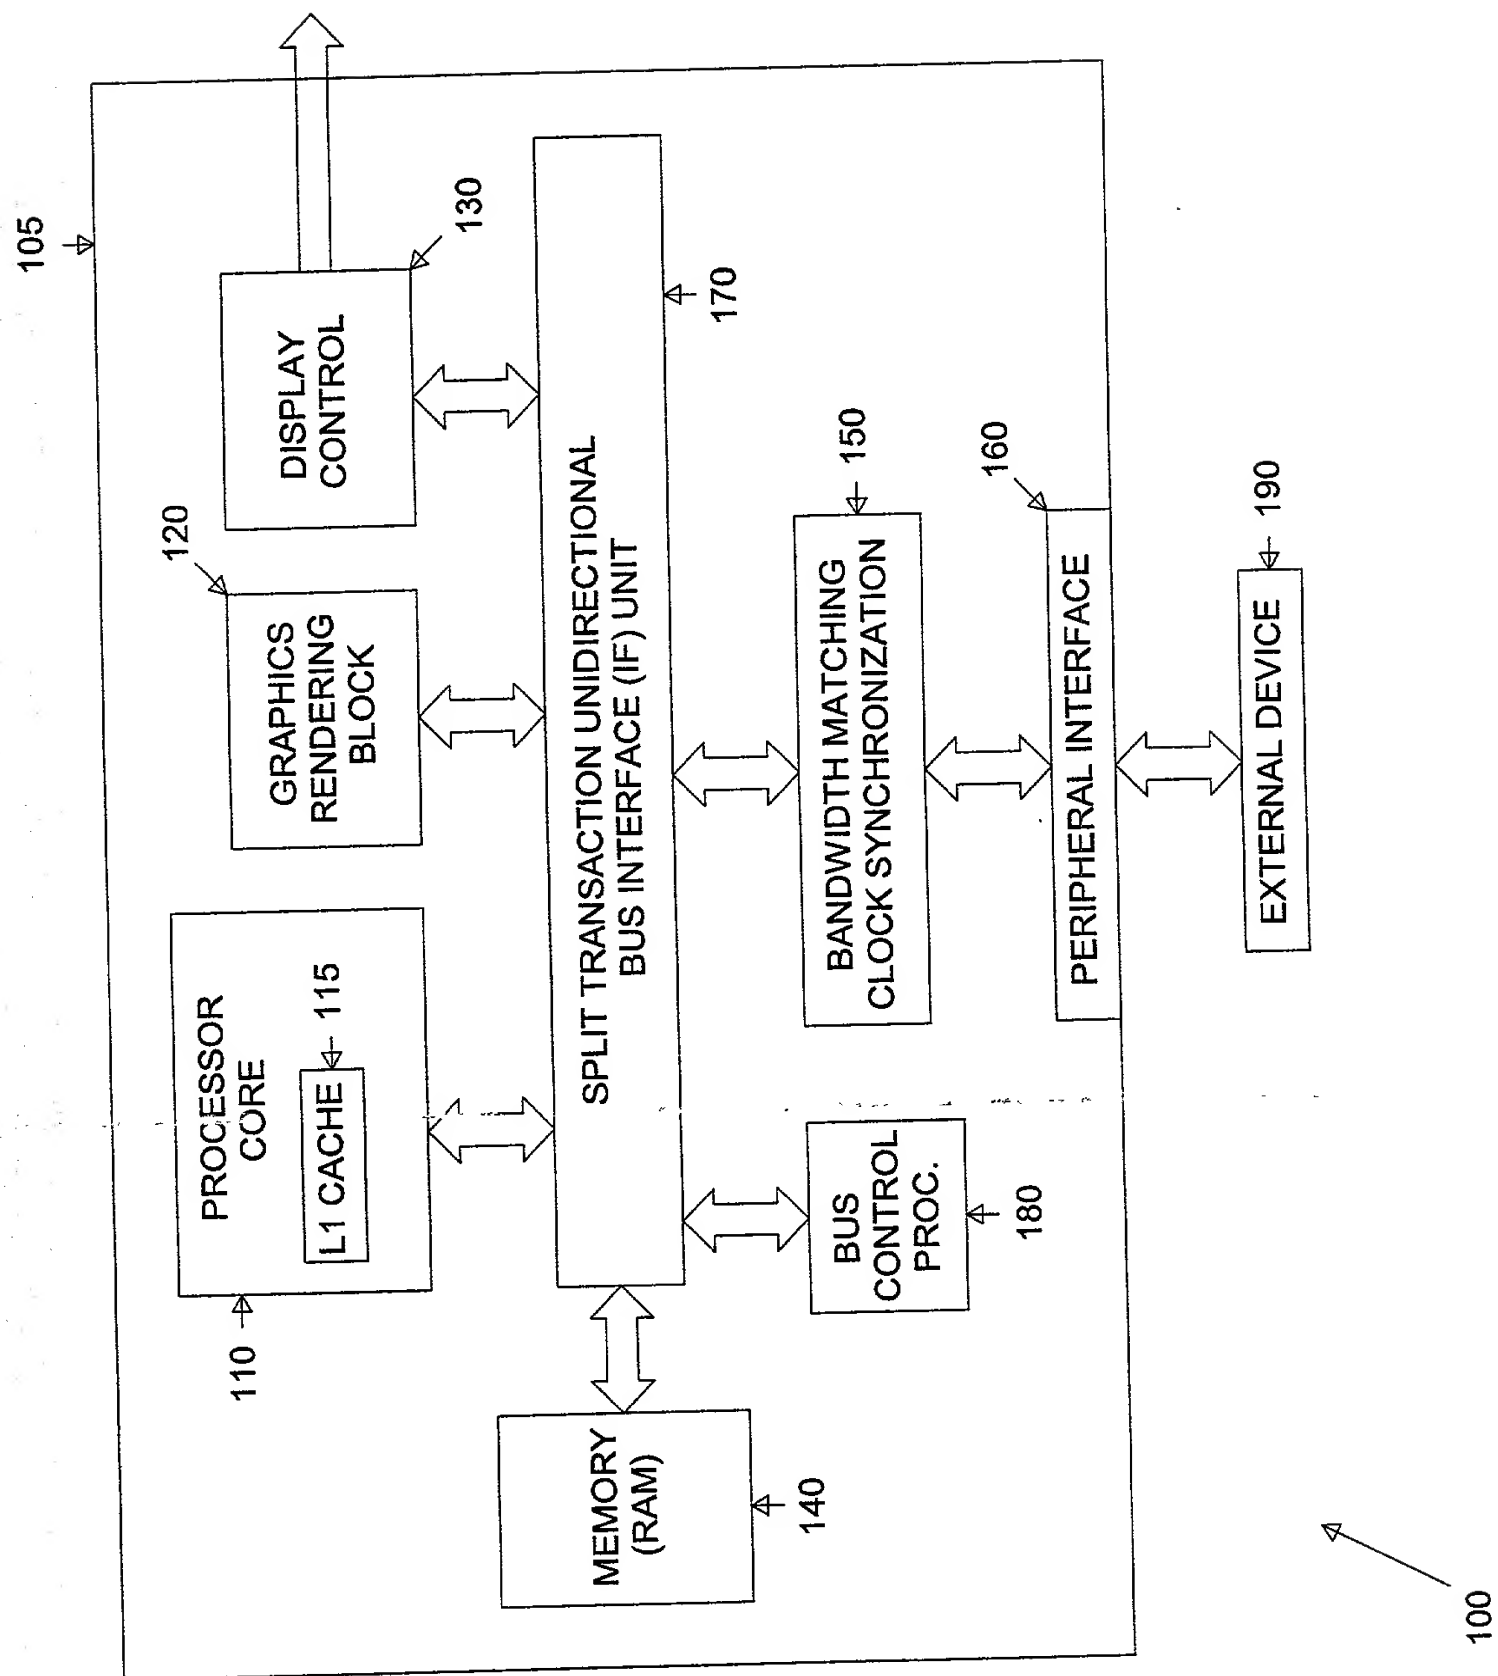 105
PROCESSOR
CORE
L1 CACHE
115
110
GRAPHICS
RENDERING
BLOCK
120
DISPLAY
CONTROL
130
MEMORY
(RAM)
140
SPLIT TRANSACTION UNIDIRECTIONAL
BUS INTERFACE (IF) UNIT
170
BUS
CONTROL
PROC.
180
BANDWIDTH MATCHING
CLOCK SYNCHRONIZATION
150
PERIPHERAL INTERFACE
160
EXTERNAL DEVICE
190
100